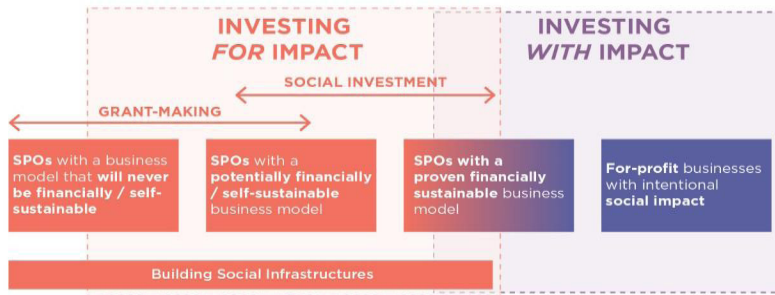 INVESTING
FOR IMPACT
INVESTING
WITH IMPACT
SOCIAL INVESTMENT
GRANT-MAKING
SPOs with a business
model that will never
be financially / self-
sustainable
SPOs with a
potentially financially
/ self-sustainable
business model
SPOs with a
proven financially
sustainable business
model
For-profit businesses
with intentional
social impact
Building Social Infrastructures